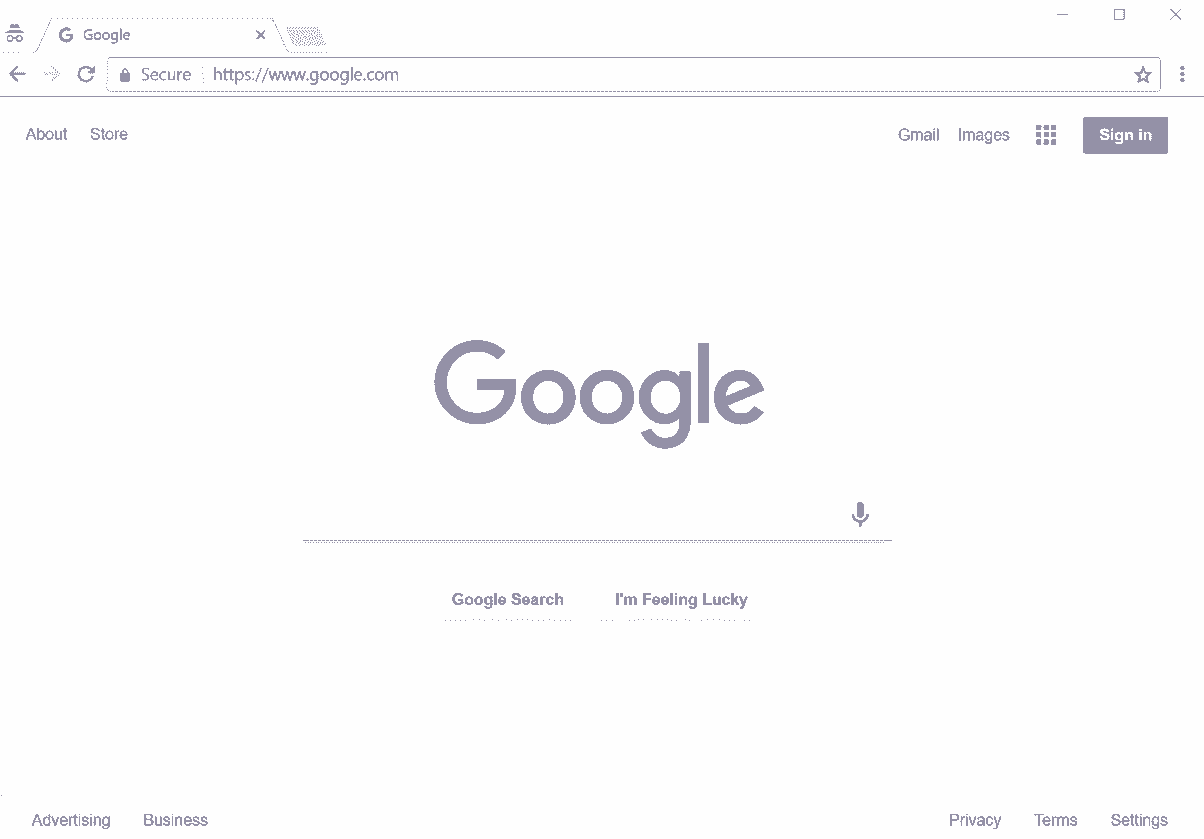 Google
Secure https://www.google.com
About Store Gmail Images Sign in
Google
Google Search I'm Feeling Lucky
Advertising Business Privacy Terms Settings